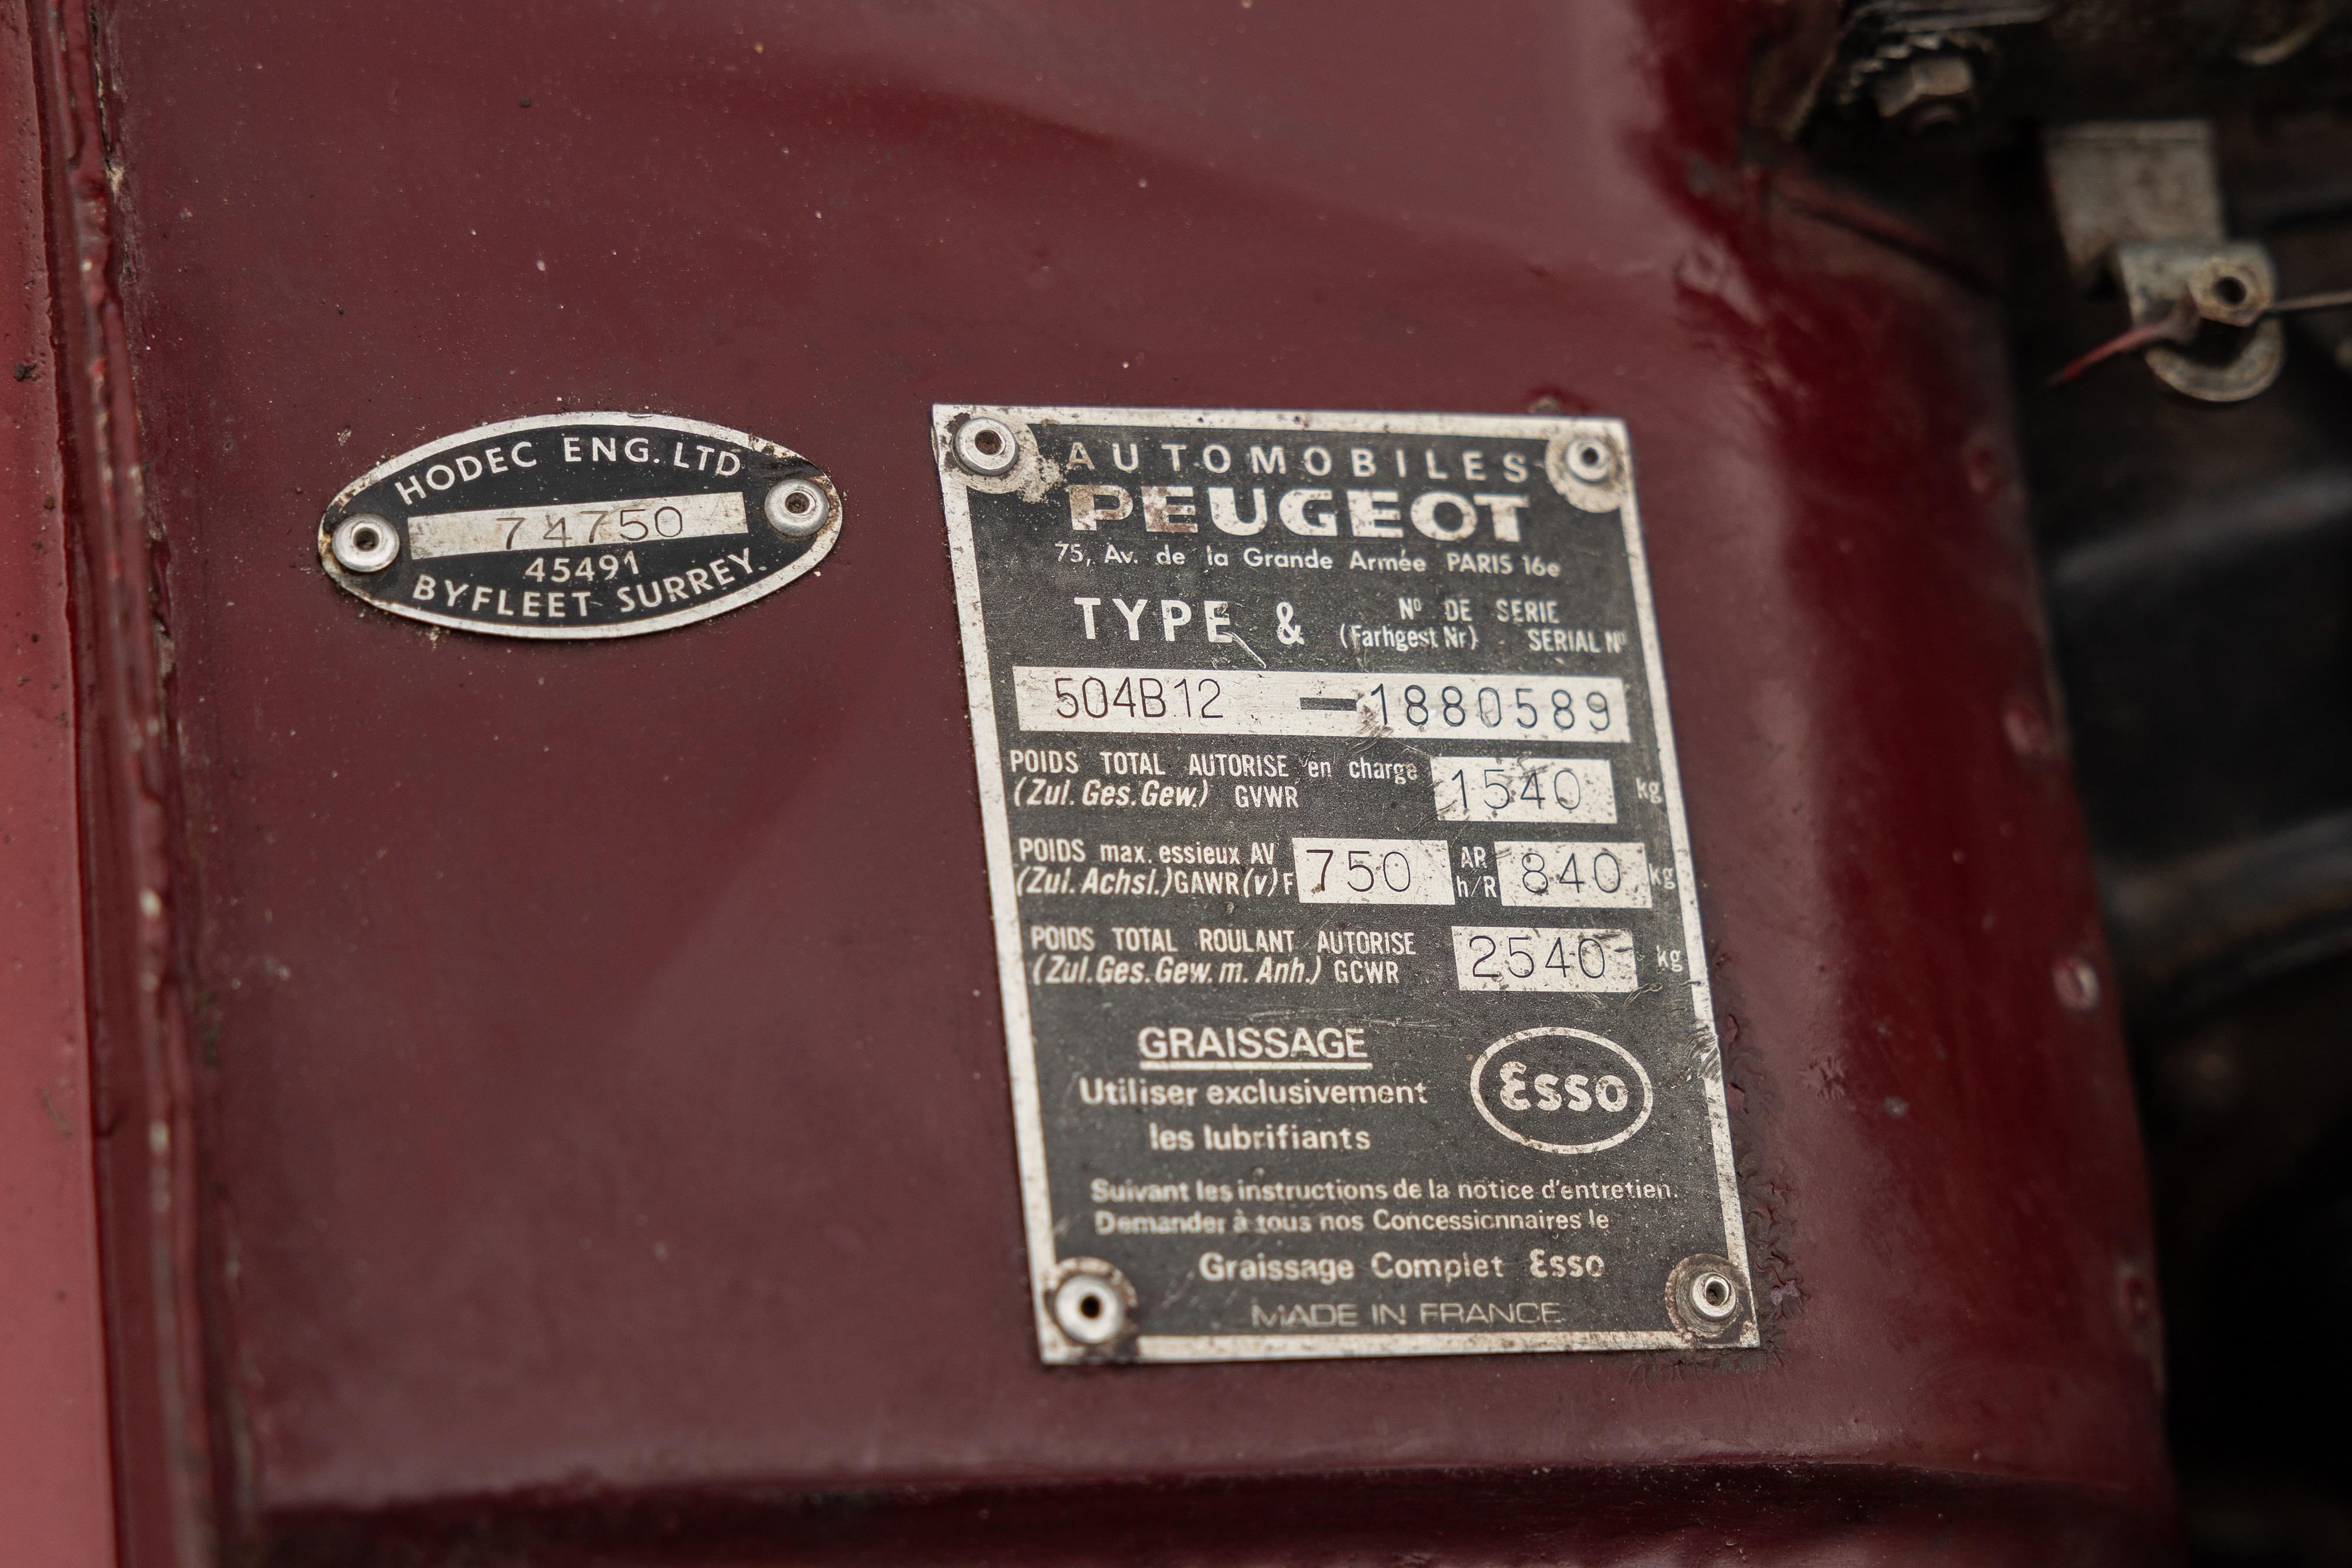 HODEC ENG. LTD
74750
45491
BYFLEET SURREY.
AUTOMOBILES
PEUGEOT
75, Av. de la Grande Armée PARIS 16e
TYPE & Nº DE SERIE
(Farhgest Nr) SERIAL Nº
504B12 — 1880589
POIDS TOTAL AUTORISE en charge 1540 kg
(Zul. Ges. Gew.) GVWR
POIDS max. essieux AV 750 AR 840 kg
(Zul. Achsl.) GAWR (v) F h/R
POIDS TOTAL ROULANT AUTORISE 2540 kg
(Zul. Ges. Gew. m. Anh.) GCWR
GRAISSAGE
Utiliser exclusivement
les lubrifiants
Esso
Suivant les instructions de la notice d'entretien.
Demander à tous nos Concessionnaires le
Graissage Complet Esso
MADE IN FRANCE